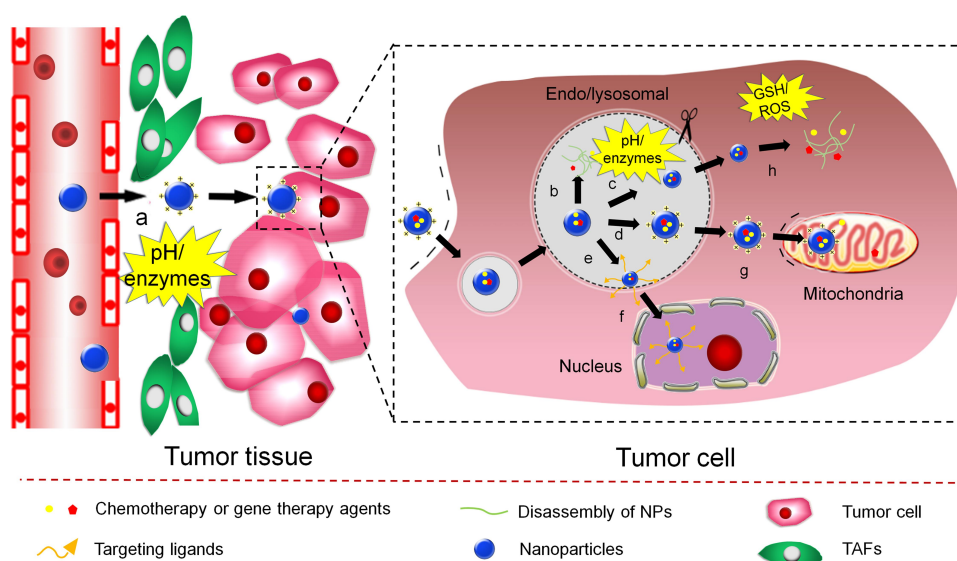 a
pH/
enzymes
Endo/lysosomal
pH/
enzymes
GSH/
ROS
b
c
d
e
f
g
h
Mitochondria
Nucleus
Tumor tissue
Tumor cell
Chemotherapy or gene therapy agents
Disassembly of NPs
Tumor cell
Targeting ligands
Nanoparticles
TAFs